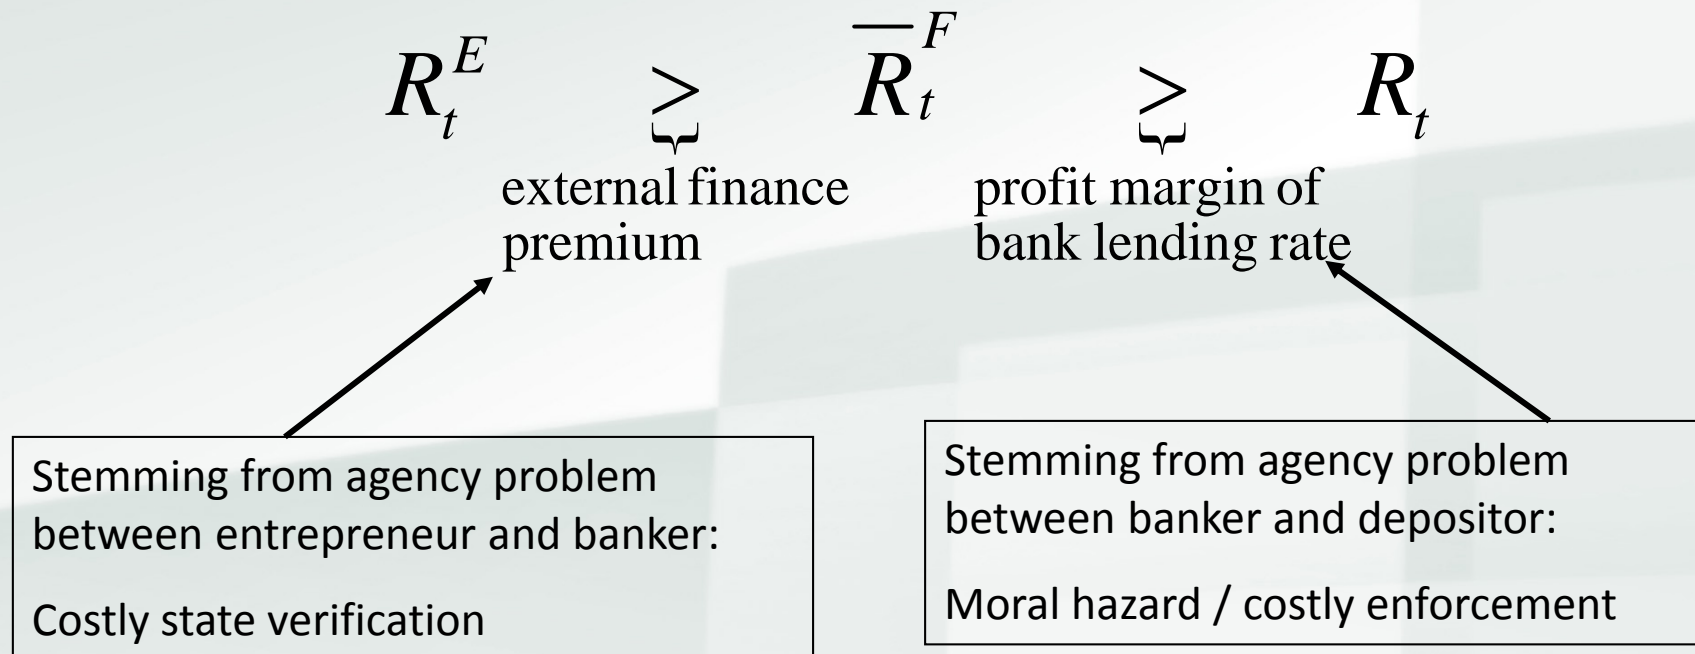 R_t^E ≥ \overline{R}_t^F ≥ R_t
external finance
premium
profit margin of
bank lending rate
Stemming from agency problem
between entrepreneur and banker:
Costly state verification
Stemming from agency problem
between banker and depositor:
Moral hazard / costly enforcement